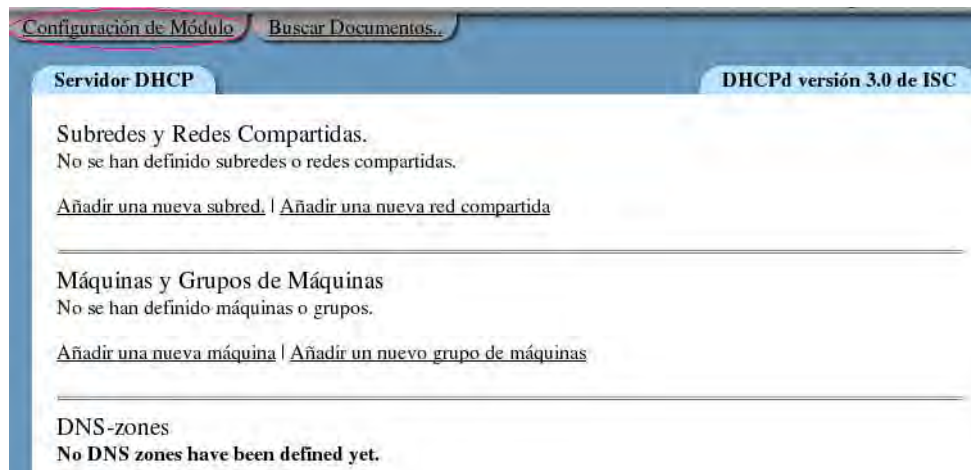 Configuración de Módulo Buscar Documentos..
Servidor DHCP DHCPd versión 3.0 de ISC
Subredes y Redes Compartidas.
No se han definido subredes o redes compartidas.
Añadir una nueva subred. | Añadir una nueva red compartida
Máquinas y Grupos de Máquinas
No se han definido máquinas o grupos.
Añadir una nueva máquina | Añadir un nuevo grupo de máquinas
DNS-zones
No DNS zones have been defined yet.